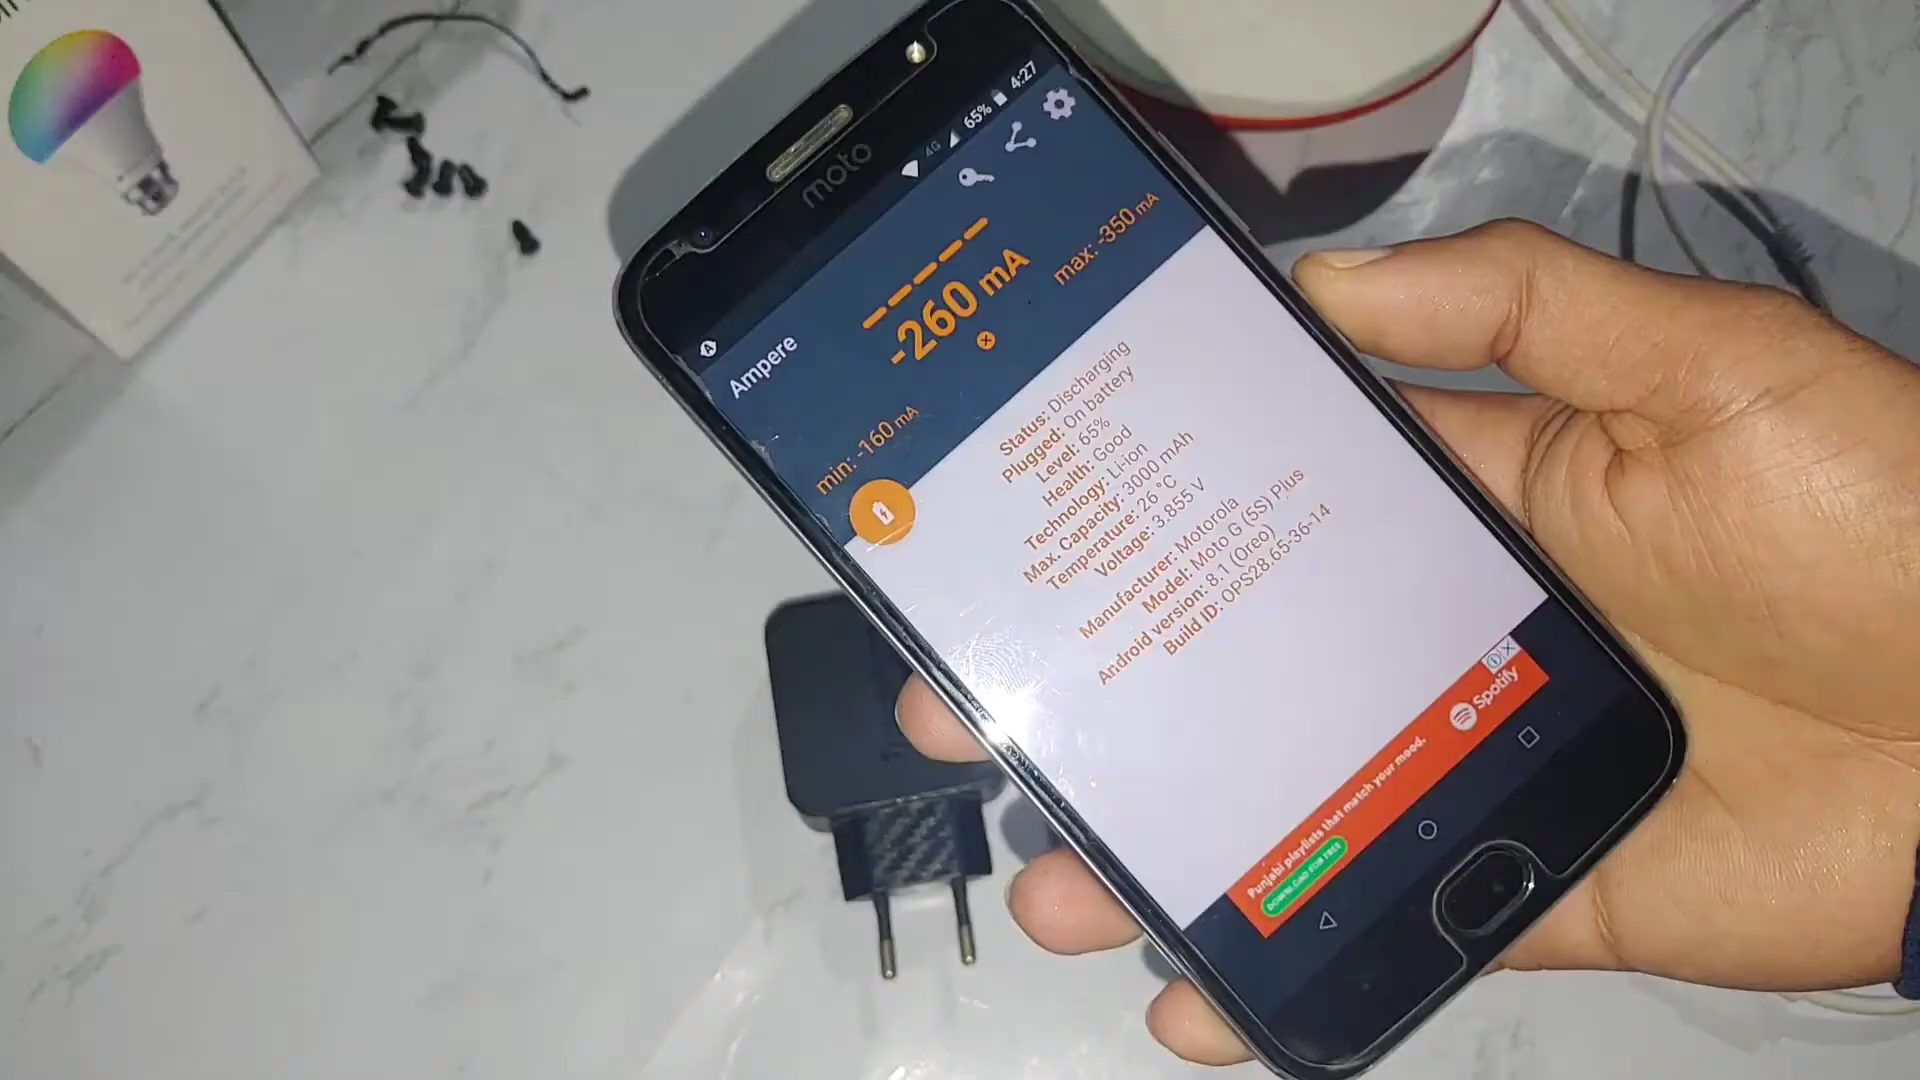 moto
4G 65% 4:27
Ampere
-260 mA
min: -160 mA
max: -350 mA
Status: Discharging
Plugged: On battery
Level: 65%
Health: Good
Technology: Li-ion
Max. Capacity: 3000 mAh
Temperature: 26 °C
Voltage: 3.855 V
Manufacturer: Motorola
Model: Moto G (5S) Plus
Android version: 8.1 (Oreo)
Build ID: OPS28.65-36-14
Punjabi playlists that match your mood.
DOWNLOAD FOR FREE
Spotify